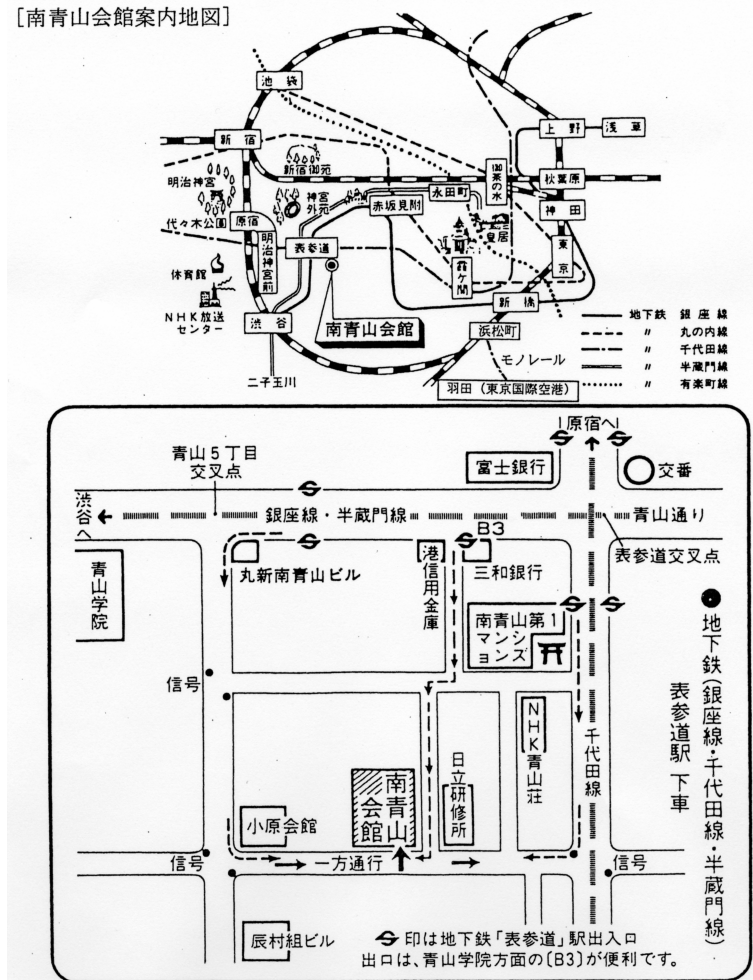 ［南青山会館案内地図］
池袋
新宿
上野
浅草
新宿御苑
御茶の水
秋葉原
明治神宮
神宮外苑
永田町
赤坂見附
神田
代々木公園
原宿
皇居
明治神宮前
表参道
東京
霞ケ関
体育館
NHK放送センター
渋谷
南青山会館
新橋
浜松町
モノレール
二子玉川
羽田（東京国際空港）
地下鉄 銀座線
〃 丸の内線
〃 千代田線
〃 半蔵門線
〃 有楽町線
原宿へ
青山５丁目
交叉点
富士銀行
交番
渋谷へ
銀座線・半蔵門線
B3
青山通り
表参道交叉点
青山学院
丸新南青山ビル
港信用金庫
三和銀行
南青山第1
マンシ
ョンズ
信号
NHK青山荘
千代田線
●地下鉄(銀座線・千代田線・半蔵門線)
表参道駅 下車
南青山
会館
日立研修所
小原会館
信号
一方通行
信号
辰村組ビル
印は地下鉄「表参道」駅出入口
出口は、青山学院方面の〔B3〕が便利です。